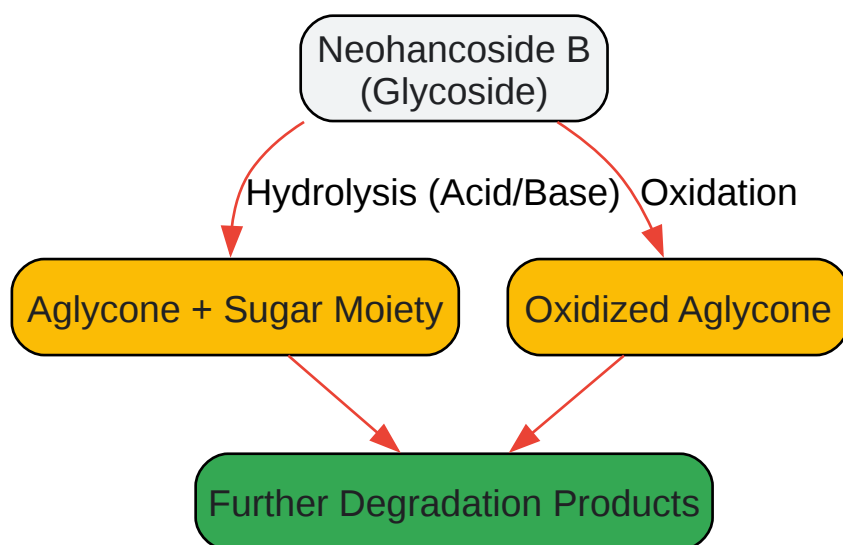 Neohancoside B
(Glycoside)
Hydrolysis (Acid/Base)
Oxidation
Aglycone + Sugar Moiety
Oxidized Aglycone
Further Degradation Products